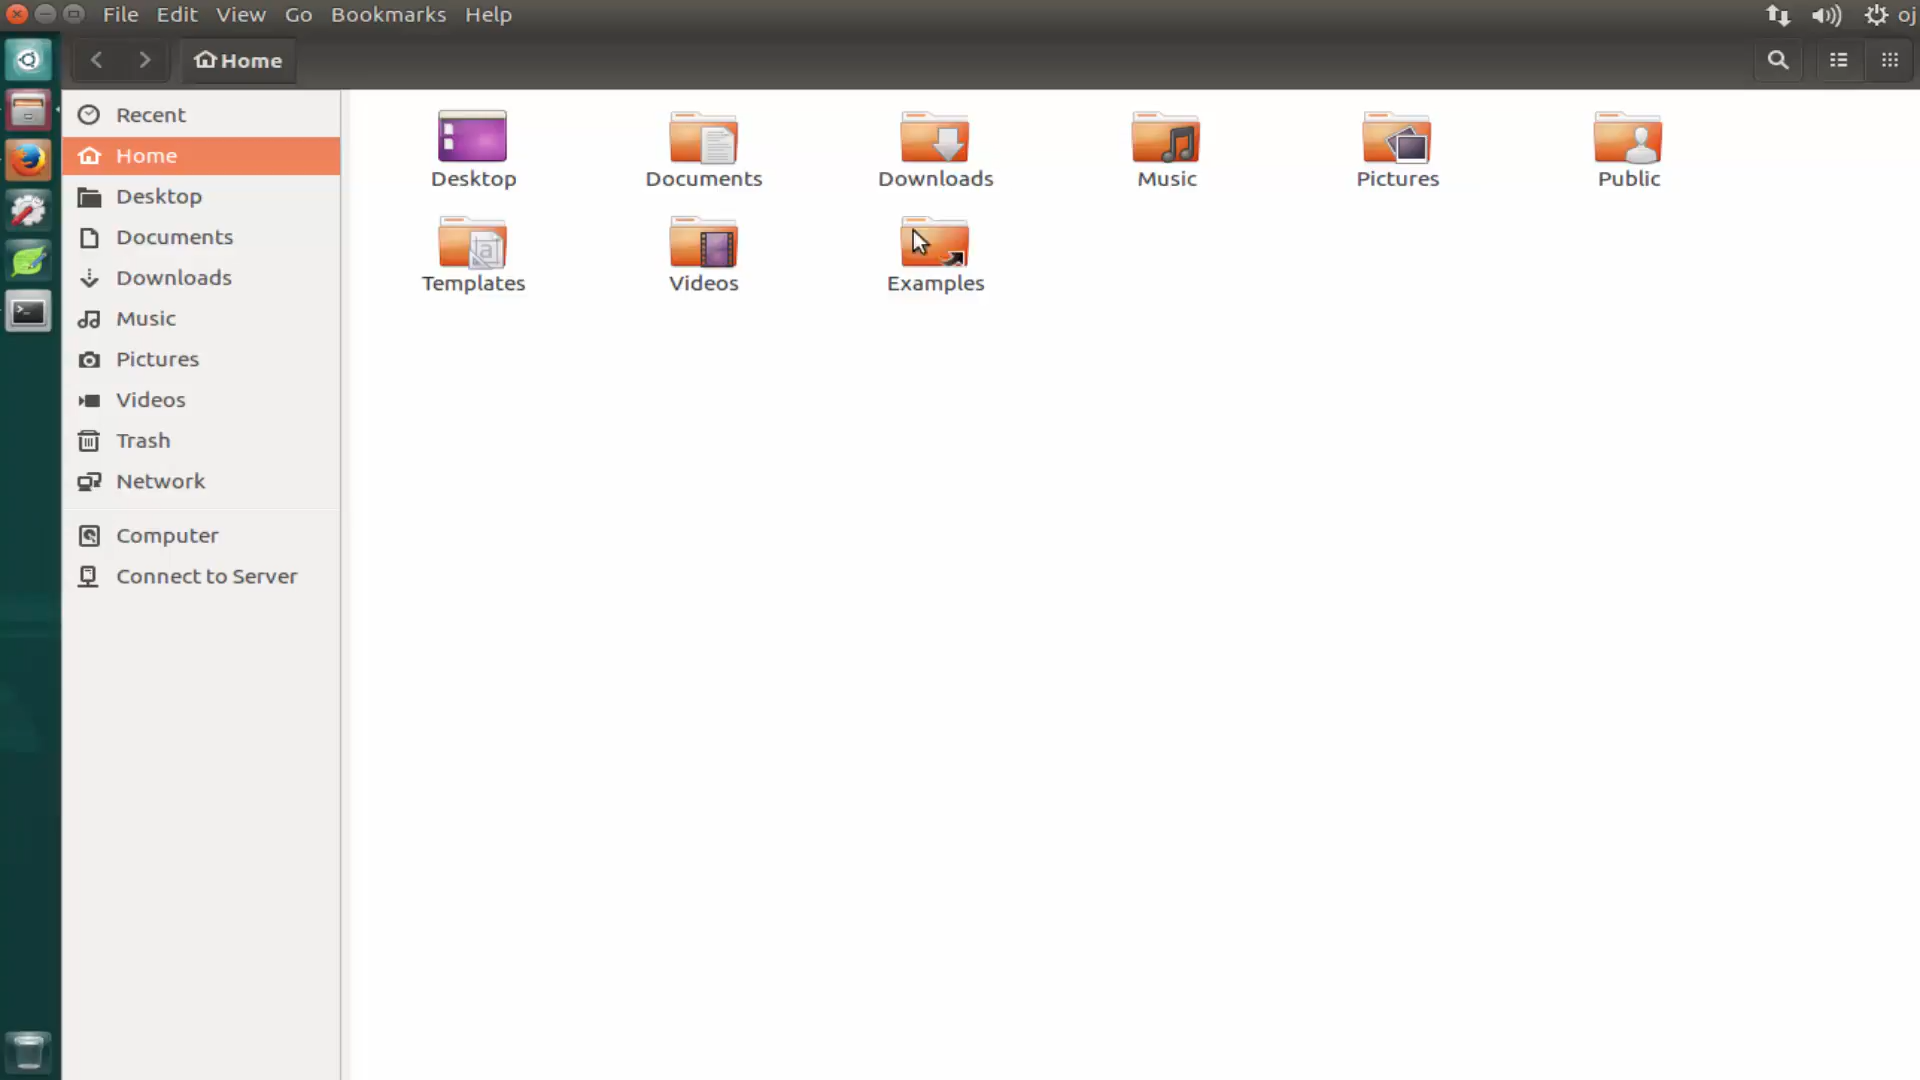 File Edit View Go Bookmarks Help oj
Home
Recent
Home
Desktop
Documents
Downloads
Music
Pictures
Videos
Trash
Network
Computer
Connect to Server
Desktop Documents Downloads Music Pictures Public
Templates Videos Examples